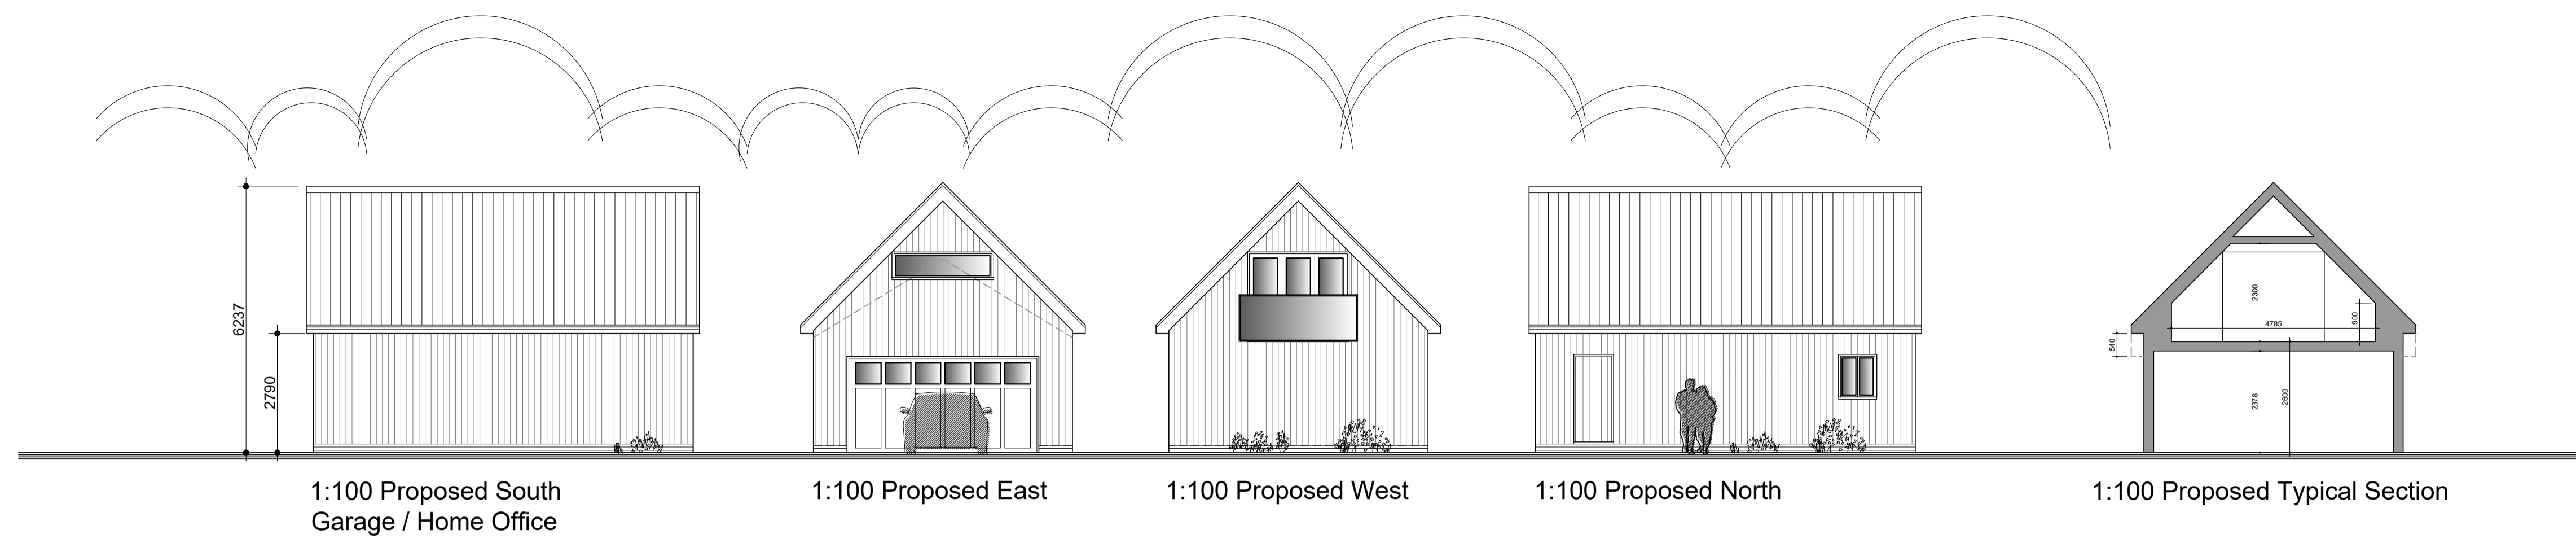 6237
2790
2300
4785
900
540
2378
2600
1:100 Proposed South
Garage / Home Office
1:100 Proposed East
1:100 Proposed West
1:100 Proposed North
1:100 Proposed Typical Section